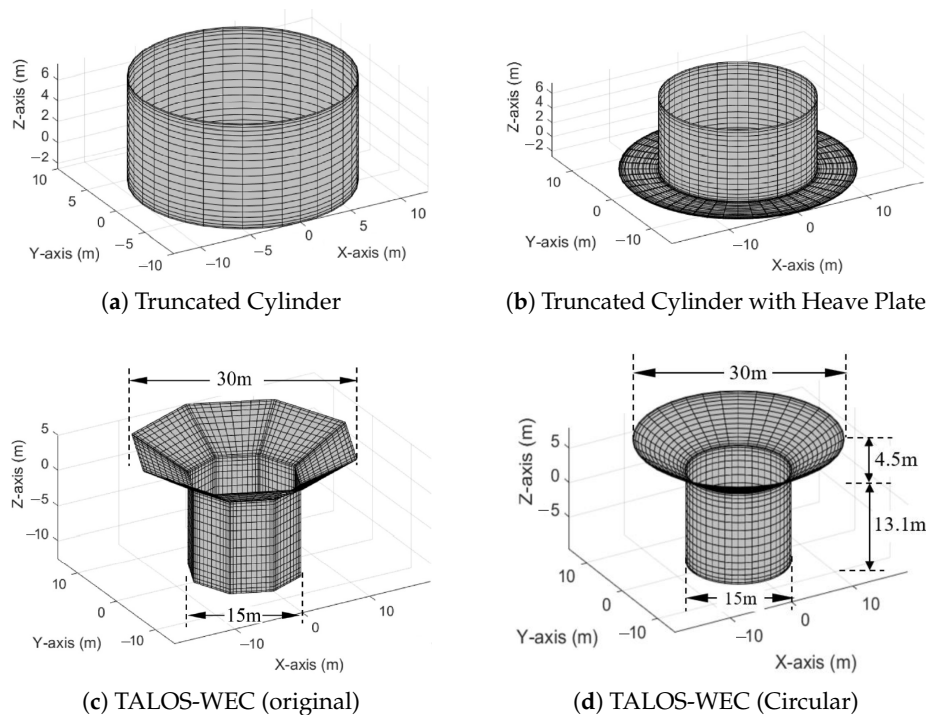 6
4
2
0
−2
Z-axis (m)
10
5
0
−5
−10
Y-axis (m)
−10
−5
0
5
10
X-axis (m)
(a) Truncated Cylinder
6
4
2
0
−2
Z-axis (m)
10
0
−10
Y-axis (m)
−10
0
10
X-axis (m)
(b) Truncated Cylinder with Heave Plate
30m
5
0
−5
−10
Z-axis (m)
10
0
−10
Y-axis (m)
15m
−10
0
10
X-axis (m)
(c) TALOS-WEC (original)
30m
5
0
−5
Z-axis (m)
4.5m
13.1m
10
0
−10
Y-axis (m)
15m
−10
0
10
X-axis (m)
(d) TALOS-WEC (Circular)